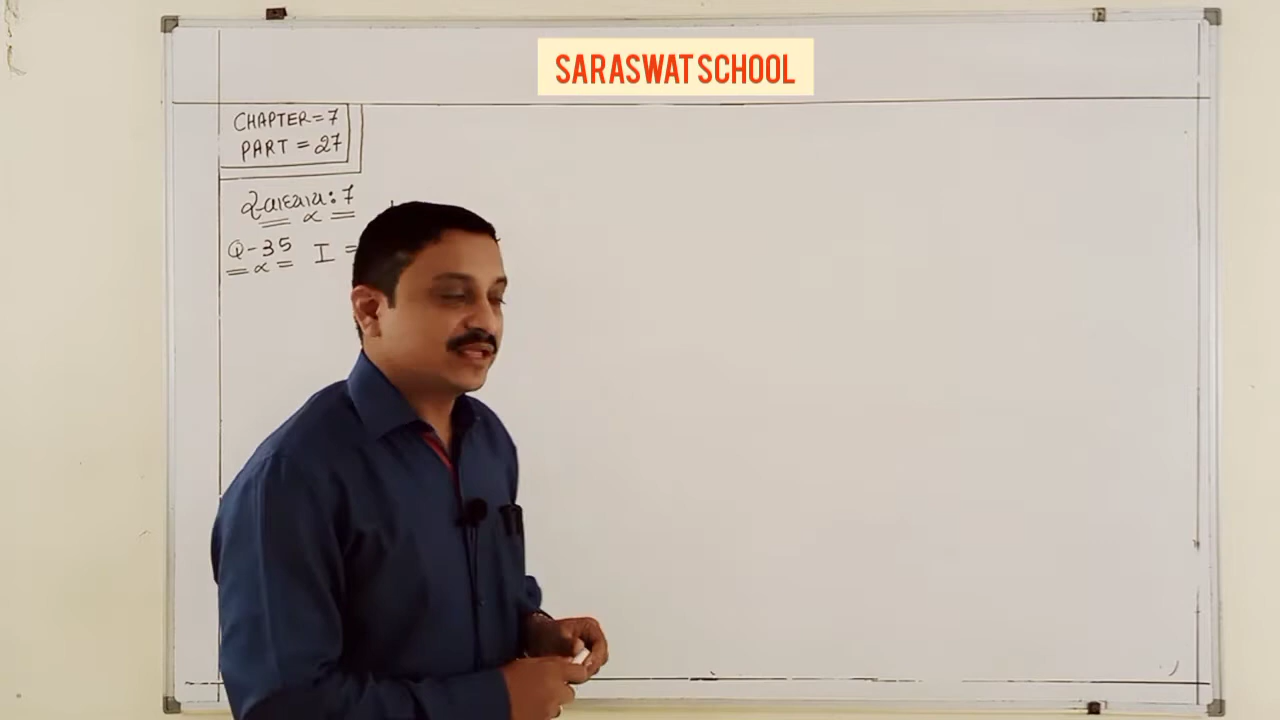 SARASWAT SCHOOL
CHAPTER = 7
PART = 27
સ્વાધ્યાય : 7
Q-35 I =